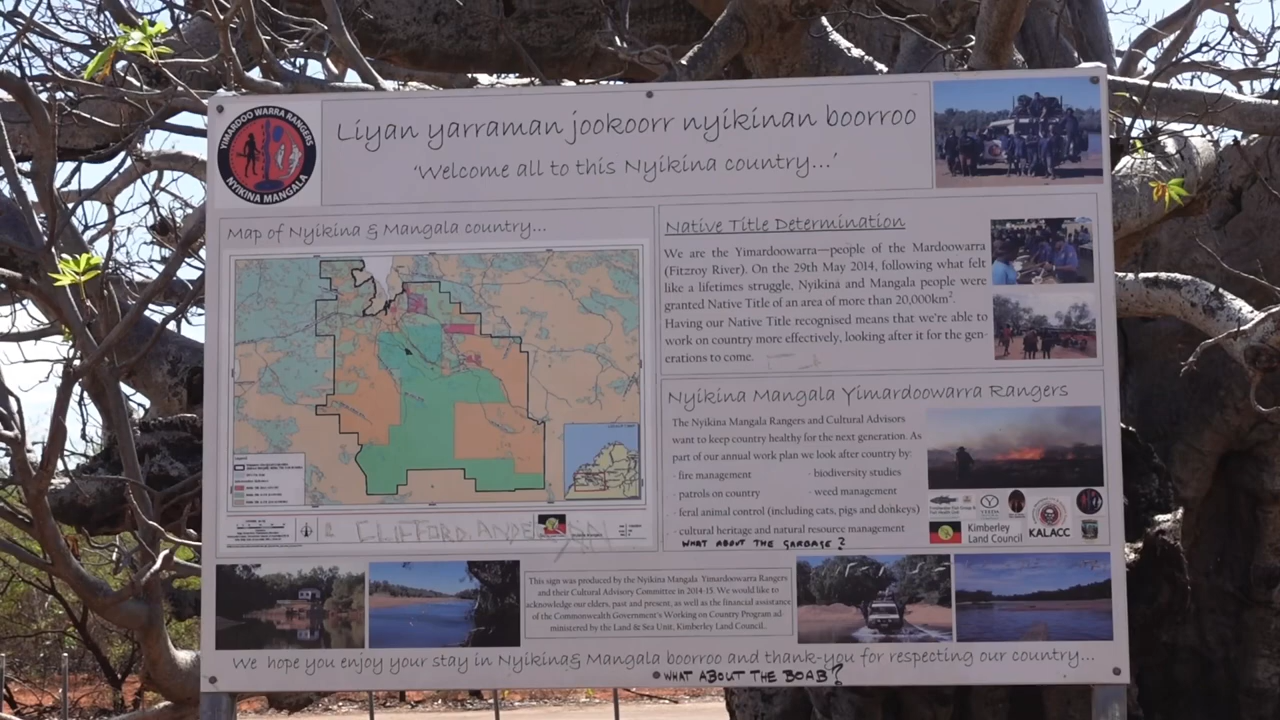 YIMARDOO WARRA RANGERS
NYIKINA MANGALA
Liyan yarraman jookoorr nyikinan boorroo
'Welcome all to this Nyikina country...'
Map of Nyikina & Mangala country...
CLIFFORD. ANDE
Native Title Determination
We are the Yimardoowarra—people of the Mardoowarra
(Fitzroy River). On the 29th May 2014, following what felt
like a lifetimes struggle, Nyikina and Mangala people were
granted Native Title of an area of more than 20,000km².
Having our Native Title recognised means that we're able to
work on country more effectively, looking after it for the gen-
erations to come.
Nyikina Mangala Yimardoowarra Rangers
The Nyikina Mangala Rangers and Cultural Advisors
want to keep country healthy for the next generation. As
part of our annual work plan we look after country by:
· fire management · biodiversity studies
· patrols on country · weed management
· feral animal control (including cats, pigs and donkeys)
· cultural heritage and natural resource management
WHAT ABOUT THE GARBAGE?
Kimberley
Land Council
KALACC
This sign was produced by the Nyikina Mangala Yimardoowarra Rangers
and their Cultural Advisory Committee in 2014-15. We would like to
acknowledge our elders, past and present, as well as the financial assistance
of the Commonwealth Government's Working on Country Program ad
ministered by the Land & Sea Unit, Kimberley Land Council.
We hope you enjoy your stay in Nyikina& Mangala boorroo and thank-you for respecting our country...
WHAT ABOUT THE BOAB?